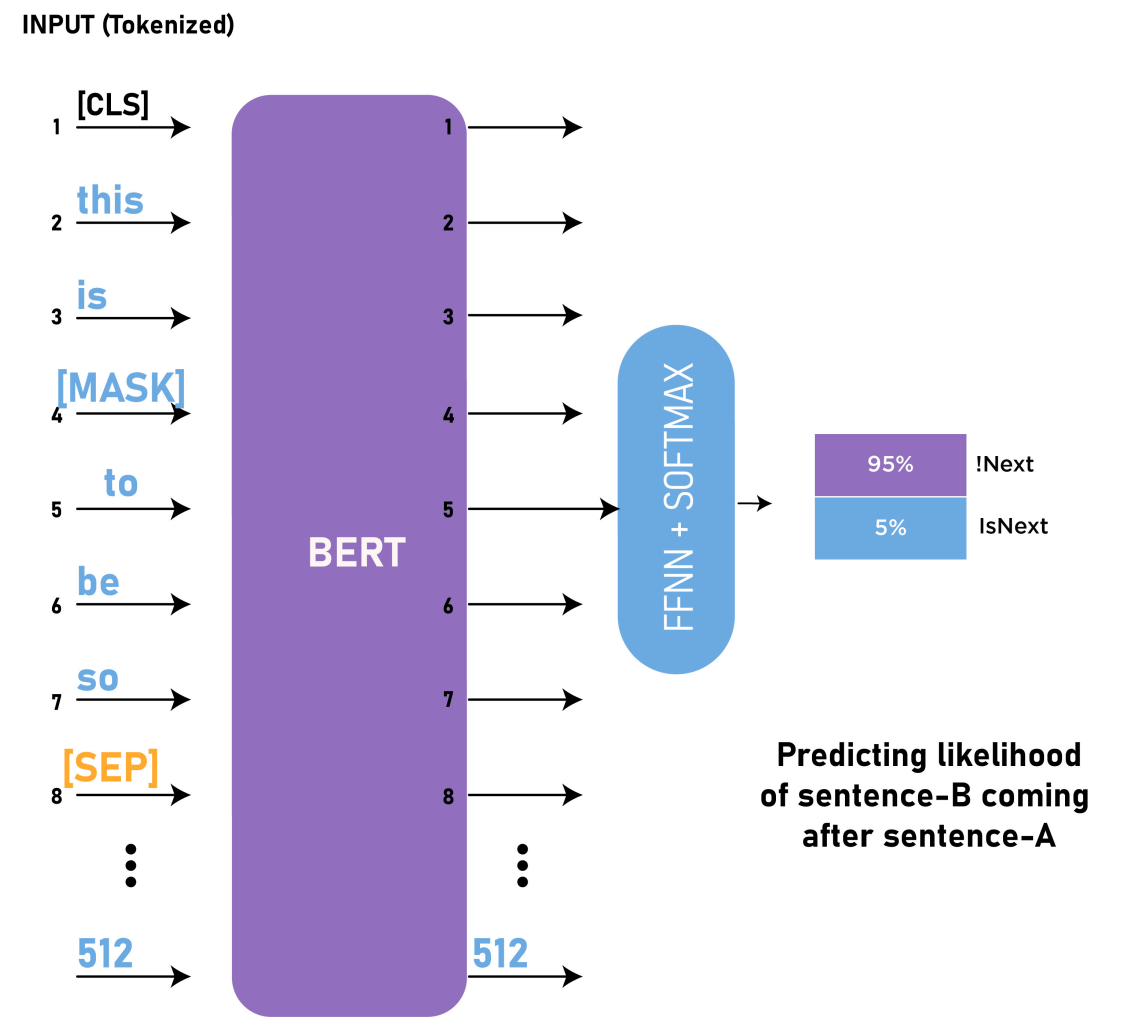 INPUT (Tokenized)
[CLS]
1
1
this
2
2
is
3
3
[MASK]
4
4
to
5
5
be
6
6
so
7
7
[SEP]
8
8
512
512
BERT
FFNN + SOFTMAX
95%
!Next
5%
IsNext
Predicting likelihood
of sentence-B coming
after sentence-A